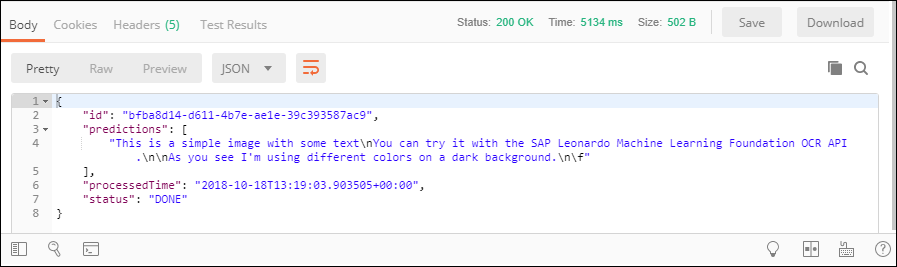 Body Cookies Headers (5) Test Results Status: 200 OK Time: 5134 ms Size: 502 B Save Download
Pretty Raw Preview JSON
1 {
2 "id": "bfba8d14-d611-4b7e-ae1e-39c393587ac9",
3 "predictions": [
4 "This is a simple image with some text\nYou can try it with the SAP Leonardo Machine Learning Foundation OCR API
.\n\nAs you see I'm using different colors on a dark background.\n\f"
5 ],
6 "processedTime": "2018-10-18T13:19:03.903505+00:00",
7 "status": "DONE"
8 }